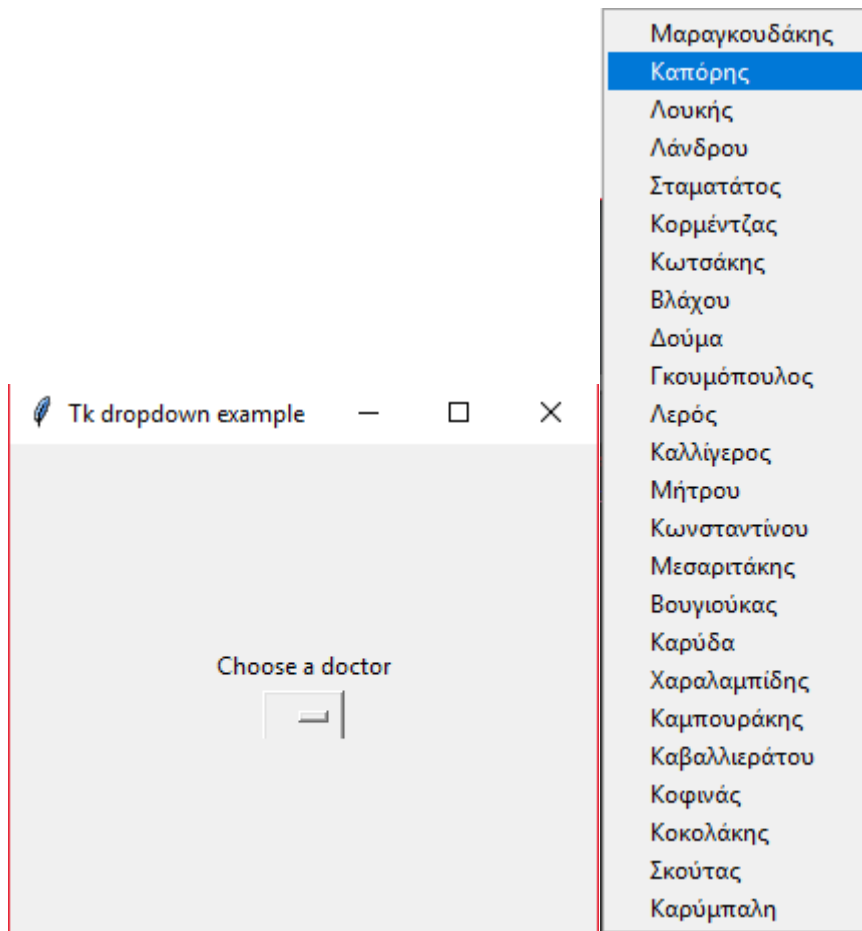 Tk dropdown example
Choose a doctor
Μαραγκουδάκης
Καπόρης
Λουκής
Λάνδρου
Σταματάτος
Κορμέντζας
Κωτσάκης
Βλάχου
Δούμα
Γκουμόπουλος
Λερός
Καλλίγερος
Μήτρου
Κωνσταντίνου
Μεσαριτάκης
Βουγιούκας
Καρύδα
Χαραλαμπίδης
Καμπουράκης
Καβαλλιεράτου
Κοφινάς
Κοκολάκης
Σκούτας
Καρύμπαλη